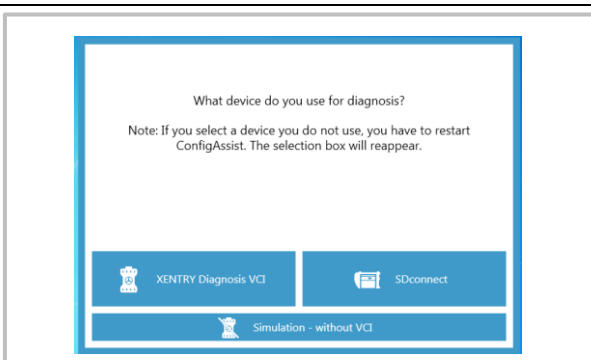 What device do you use for diagnosis?
Note: If you select a device you do not use, you have to restart
ConfigAssist. The selection box will reappear.
XENTRY Diagnosis VCI
SDconnect
Simulation - without VCI